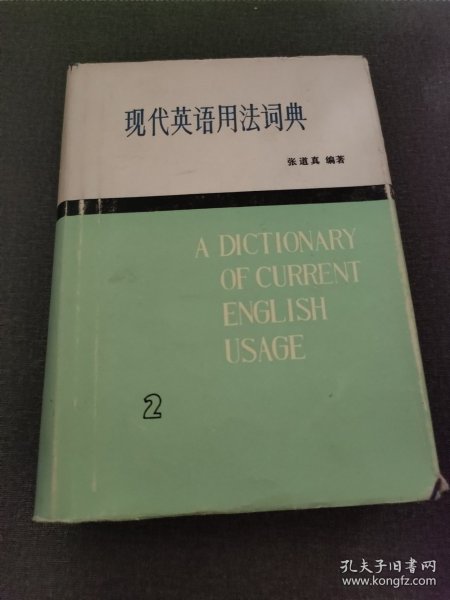 现代英语用法词典
张道真 编著
A DICTIONARY
OF CURRENT
ENGLISH
USAGE
2
孔夫子旧书网
www.kongfz.com